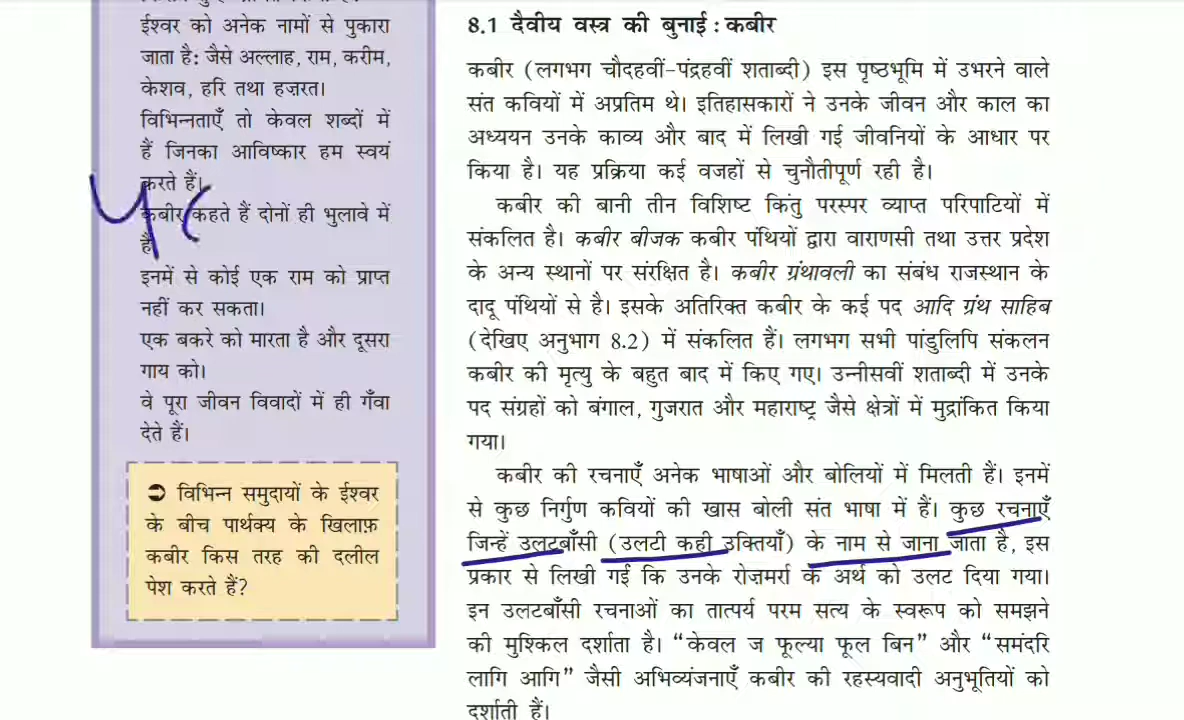 ईश्वर को अनेक नामों से पुकारा
जाता है: जैसे अल्लाह, राम, करीम,
केशव, हरि तथा हज़रत।
विभिन्नताएँ तो केवल शब्दों में
हैं जिनका आविष्कार हम स्वयं
करते हैं।
कबीर कहते हैं दोनों ही भुलावे में
हैं
इनमें से कोई एक राम को प्राप्त
नहीं कर सकता।
एक बकरे को मारता है और दूसरा
गाय को।
वे पूरा जीवन विवादों में ही गँवा
देते हैं।
➲ विभिन्न समुदायों के ईश्वर
के बीच पार्थक्य के खिलाफ़
कबीर किस तरह की दलील
पेश करते हैं?
8.1 दैवीय वस्त्र की बुनाई : कबीर
कबीर (लगभग चौदहवीं-पंद्रहवीं शताब्दी) इस पृष्ठभूमि में उभरने वाले
संत कवियों में अप्रतिम थे। इतिहासकारों ने उनके जीवन और काल का
अध्ययन उनके काव्य और बाद में लिखी गई जीवनियों के आधार पर
किया है। यह प्रक्रिया कई वजहों से चुनौतीपूर्ण रही है।
कबीर की बानी तीन विशिष्ट किंतु परस्पर व्याप्त परिपाटियों में
संकलित है। कबीर बीजक कबीर पंथियों द्वारा वाराणसी तथा उत्तर प्रदेश
के अन्य स्थानों पर संरक्षित है। कबीर ग्रंथावली का संबंध राजस्थान के
दादू पंथियों से है। इसके अतिरिक्त कबीर के कई पद आदि ग्रंथ साहिब
(देखिए अनुभाग 8.2) में संकलित हैं। लगभग सभी पांडुलिपि संकलन
कबीर की मृत्यु के बहुत बाद में किए गए। उन्नीसवीं शताब्दी में उनके
पद संग्रहों को बंगाल, गुजरात और महाराष्ट्र जैसे क्षेत्रों में मुद्रांकित किया
गया।
कबीर की रचनाएँ अनेक भाषाओं और बोलियों में मिलती हैं। इनमें
से कुछ निर्गुण कवियों की खास बोली संत भाषा में हैं। कुछ रचनाएँ
जिन्हें उलटबाँसी (उलटी कही उक्तियाँ) के नाम से जाना जाता है, इस
प्रकार से लिखी गईं कि उनके रोज़मर्रा के अर्थ को उलट दिया गया।
इन उलटबाँसी रचनाओं का तात्पर्य परम सत्य के स्वरूप को समझने
की मुश्किल दर्शाता है। “केवल ज फूल्या फूल बिन” और “समंदरि
लागि आगि” जैसी अभिव्यंजनाएँ कबीर की रहस्यवादी अनुभूतियों को
दर्शाती हैं।